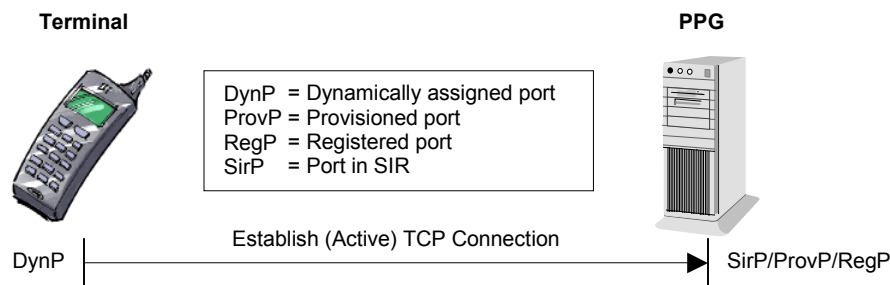 Terminal
PPG
DynP = Dynamically assigned port
ProvP = Provisioned port
RegP = Registered port
SirP = Port in SIR
Establish (Active) TCP Connection
DynP
SirP/ProvP/RegP